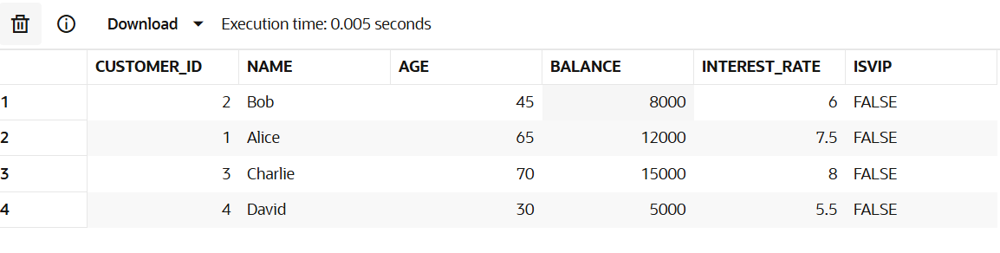 Download Execution time: 0.005 seconds
CUSTOMER_ID NAME AGE BALANCE INTEREST_RATE ISVIP
1 2 Bob 45 8000 6 FALSE
2 1 Alice 65 12000 7.5 FALSE
3 3 Charlie 70 15000 8 FALSE
4 4 David 30 5000 5.5 FALSE